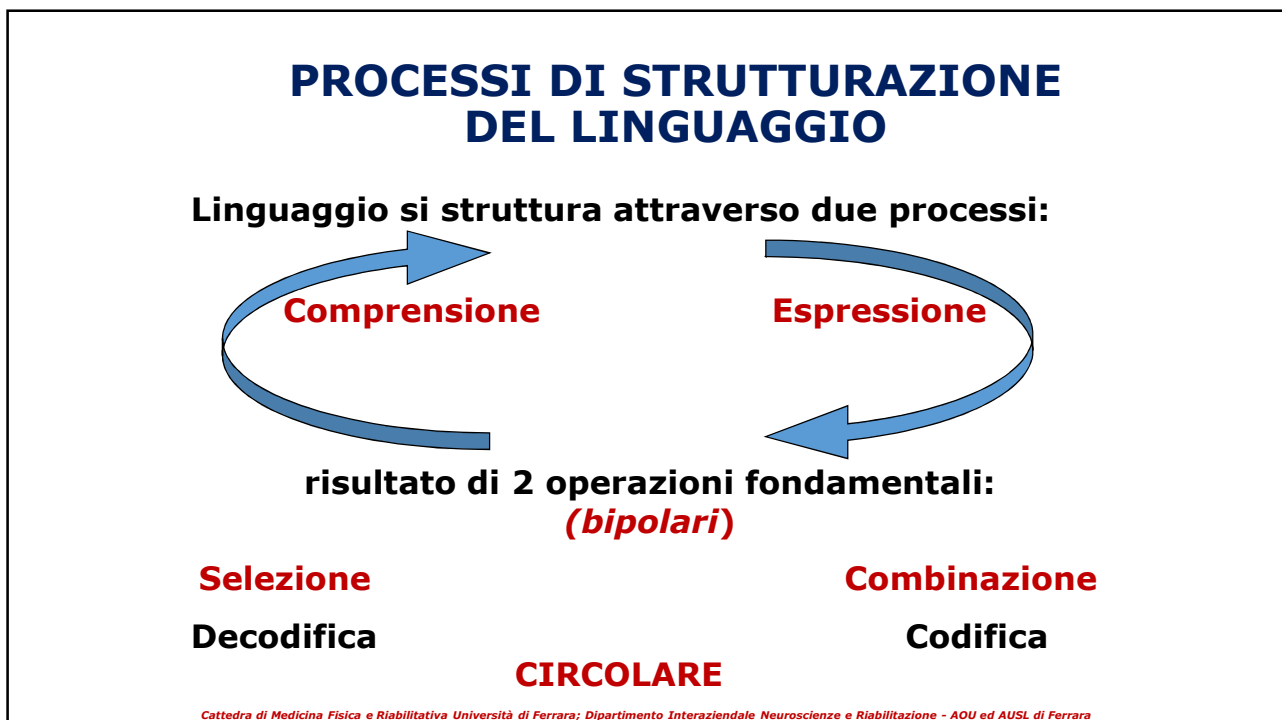 PROCESSI DI STRUTTURAZIONE
DEL LINGUAGGIO
Linguaggio si struttura attraverso due processi:
Comprensione
Espressione
risultato di 2 operazioni fondamentali:
(bipolari)
Selezione
Combinazione
Decodifica
Codifica
CIRCOLARE
Cattedra di Medicina Fisica e Riabilitativa Università di Ferrara; Dipartimento Interaziendale Neuroscienze e Riabilitazione - AOU ed AUSL di Ferrara